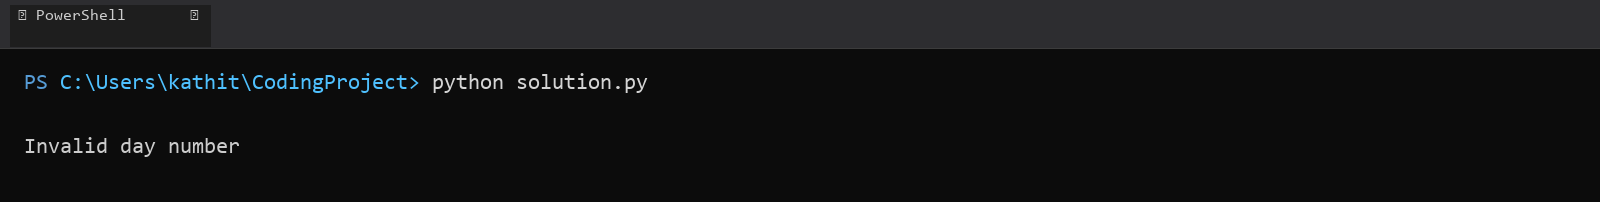 PowerShell
PS C:\Users\kathit\CodingProject> python solution.py
Invalid day number